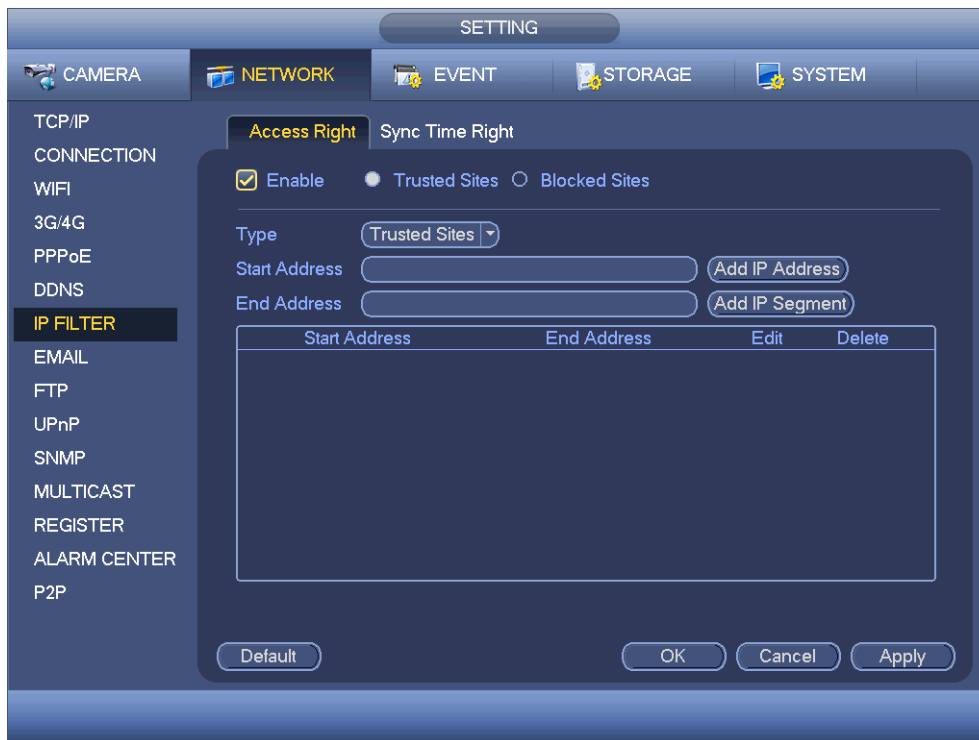 SETTING
CAMERA NETWORK EVENT STORAGE SYSTEM
TCP/IP
CONNECTION
WIFI
3G/4G
PPPoE
DDNS
IP FILTER
EMAIL
FTP
UPnP
SNMP
MULTICAST
REGISTER
ALARM CENTER
P2P
Access Right Sync Time Right
Enable Trusted Sites Blocked Sites
Type Trusted Sites
Start Address Add IP Address
End Address Add IP Segment
Start Address End Address Edit Delete
Default OK Cancel Apply